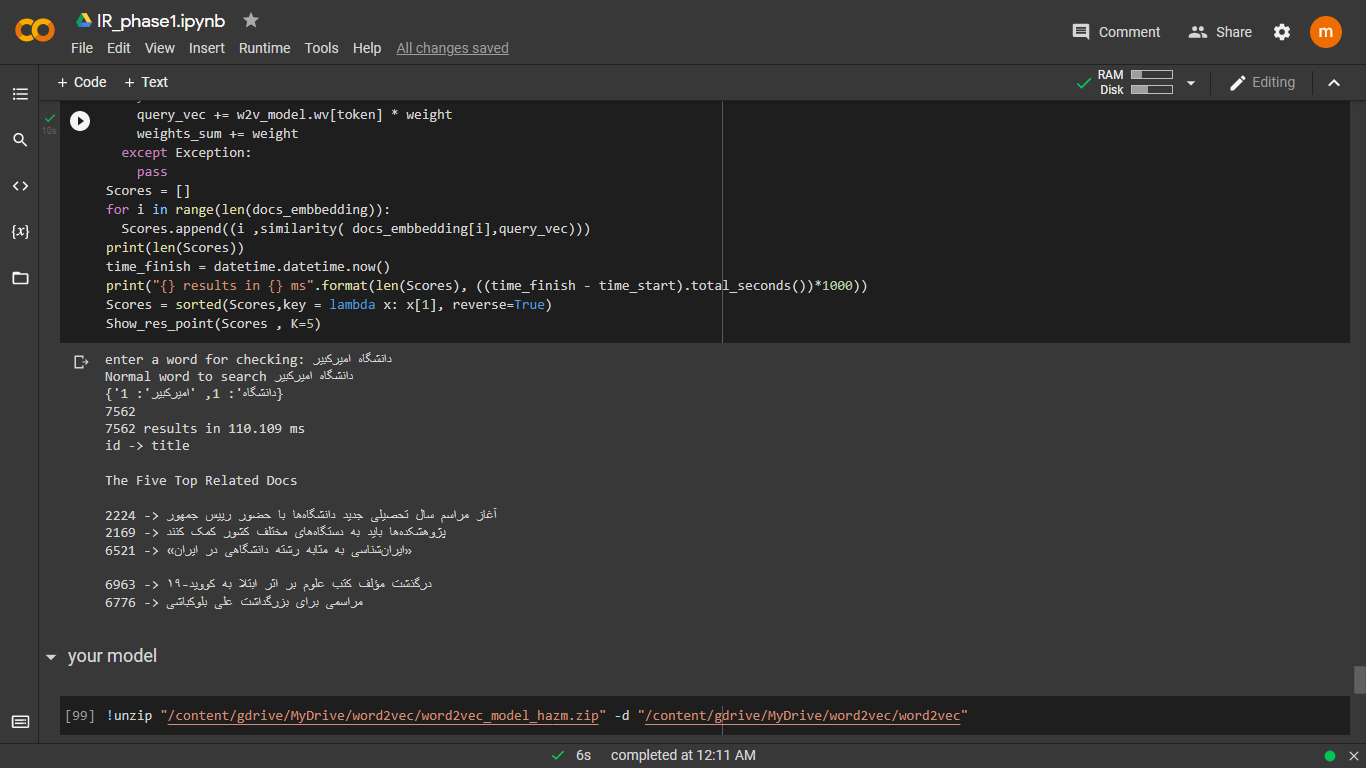 IR_phase1.ipynb
File Edit View Insert Runtime Tools Help All changes saved
Comment Share m
+ Code + Text
RAM
Disk
Editing
10s
query_vec += w2v_model.wv[token] * weight
weights_sum += weight
except Exception:
pass
Scores = []
for i in range(len(docs_embbedding)):
Scores.append((i ,similarity( docs_embbedding[i],query_vec)))
print(len(Scores))
time_finish = datetime.datetime.now()
print("{} results in {} ms".format(len(Scores), ((time_finish - time_start).total_seconds())*1000))
Scores = sorted(Scores,key = lambda x: x[1], reverse=True)
Show_res_point(Scores , K=5)
enter a word for checking: دانشگاه امیرکبیر
Normal word to search دانشگاه امیرکبیر
{'دانشگاه': 1, 'امیرکبیر': 1}
7562
7562 results in 110.109 ms
id -> title
The Five Top Related Docs
2224 -> آغاز مراسم سال تحصیلی جدید دانشگاه‌ها با حضور رییس جمهور
2169 -> پژوهشکده‌ها باید به دستگاه‌های مختلف کشور کمک کنند
6521 -> «ایران‌شناسی به مثابه رشته دانشگاهی در ایران»
6963 -> درگذشت مؤلف کتب علوم بر اثر ابتلا به کووید-۱۹
6776 -> مراسمی برای بزرگداشت علی بلوکباشی
your model
[99] !unzip "/content/gdrive/MyDrive/word2vec/word2vec_model_hazm.zip" -d "/content/gdrive/MyDrive/word2vec/word2vec"
6s completed at 12:11 AM